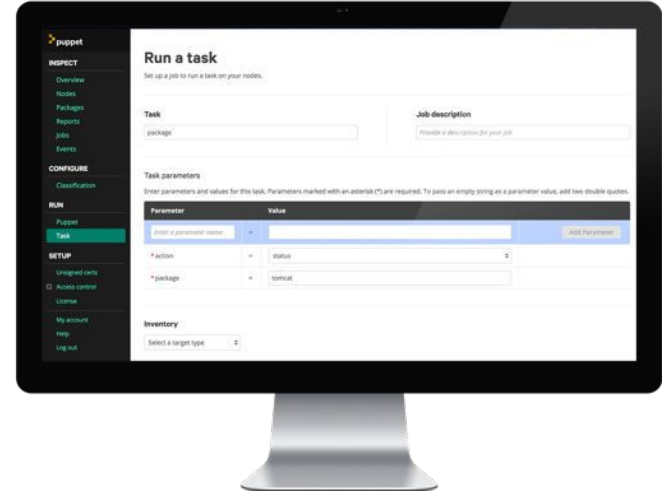 puppet
INSPECT
Overview
Nodes
Packages
Reports
Jobs
Events
CONFIGURE
Classification
RUN
Puppet
Task
SETUP
Unsigned certs
Access control
License
My account
Help
Log out
Run a task
Set up a job to run a task on your nodes.
Task
Job description
package
Provide a description for your job
Task parameters
Enter parameters and values for this task. Parameters marked with an asterisk (*) are required. To pass an empty string as a parameter value, add two double quotes.
Parameter Value
Enter a parameter name = Add Parameter
*action = status
*package = tomcat
Inventory
Select a target type